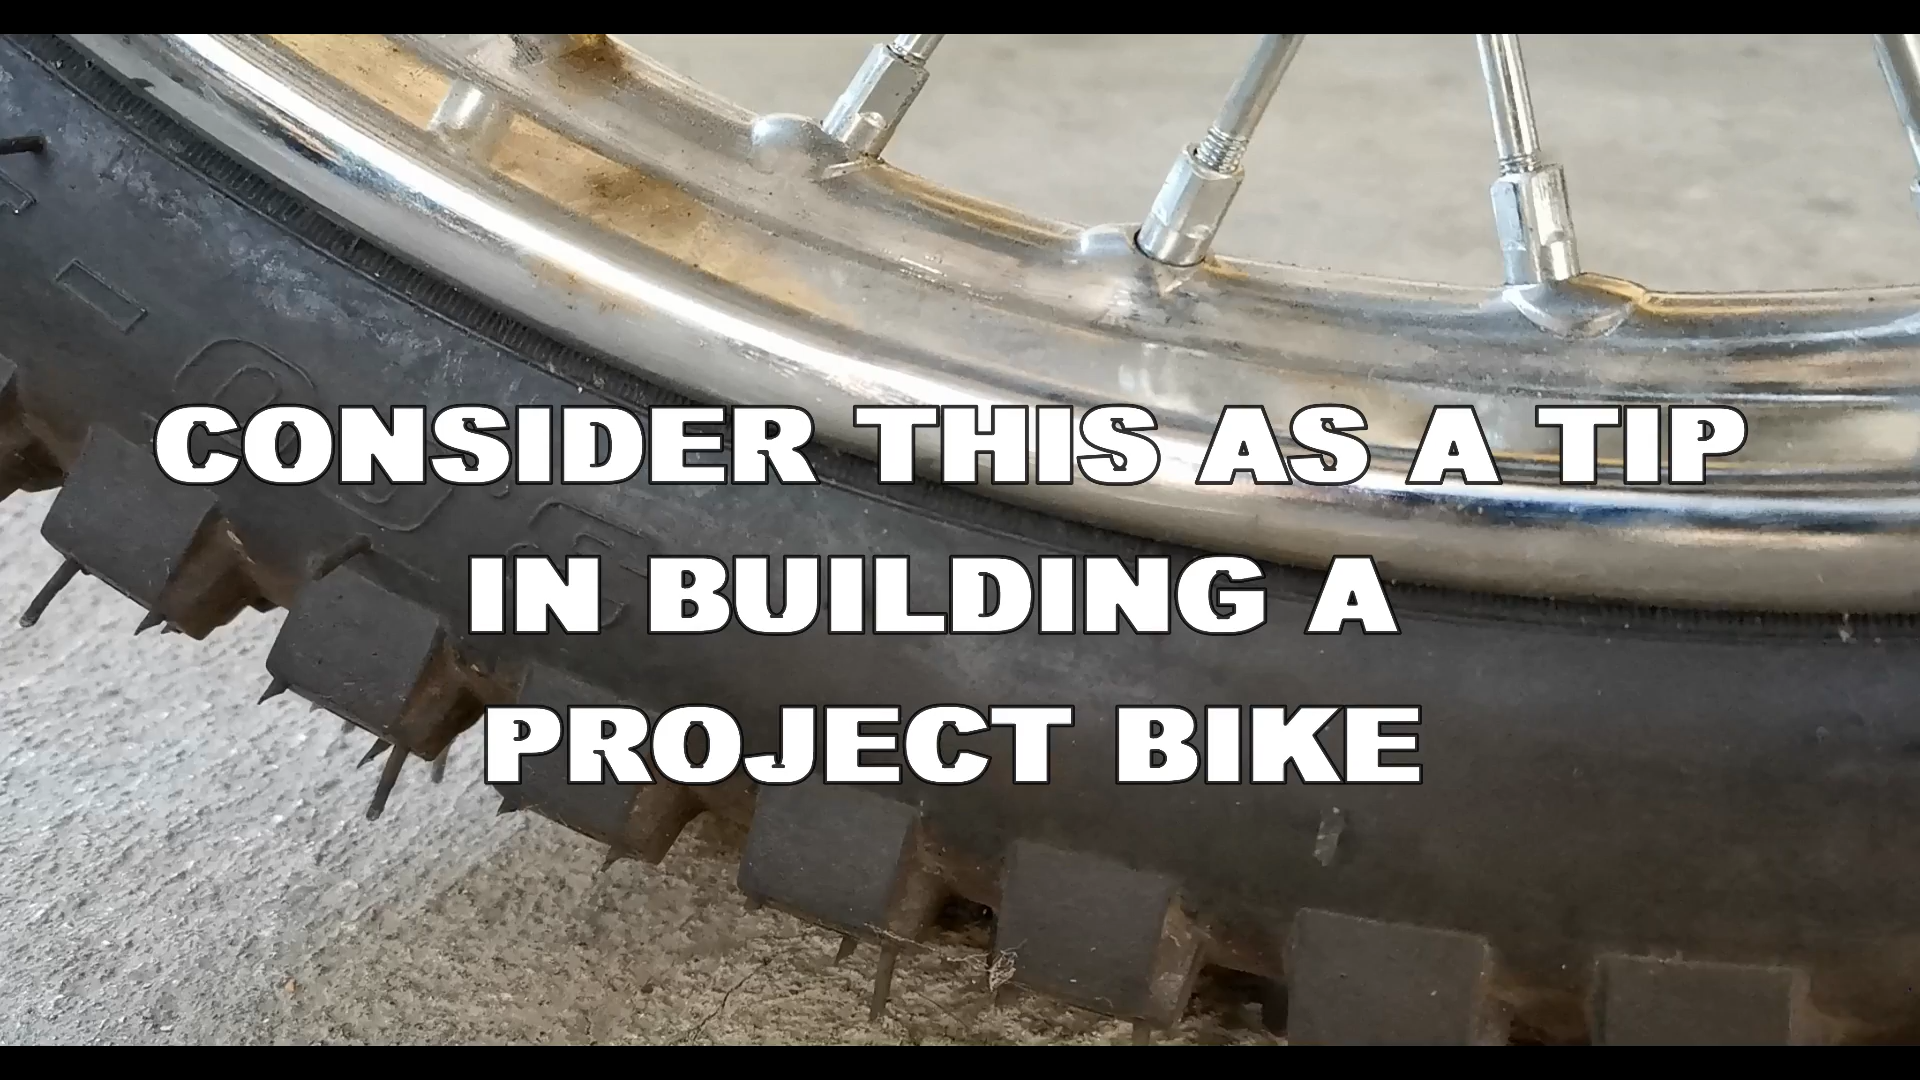 CONSIDER THIS AS A TIP
IN BUILDING A
PROJECT BIKE